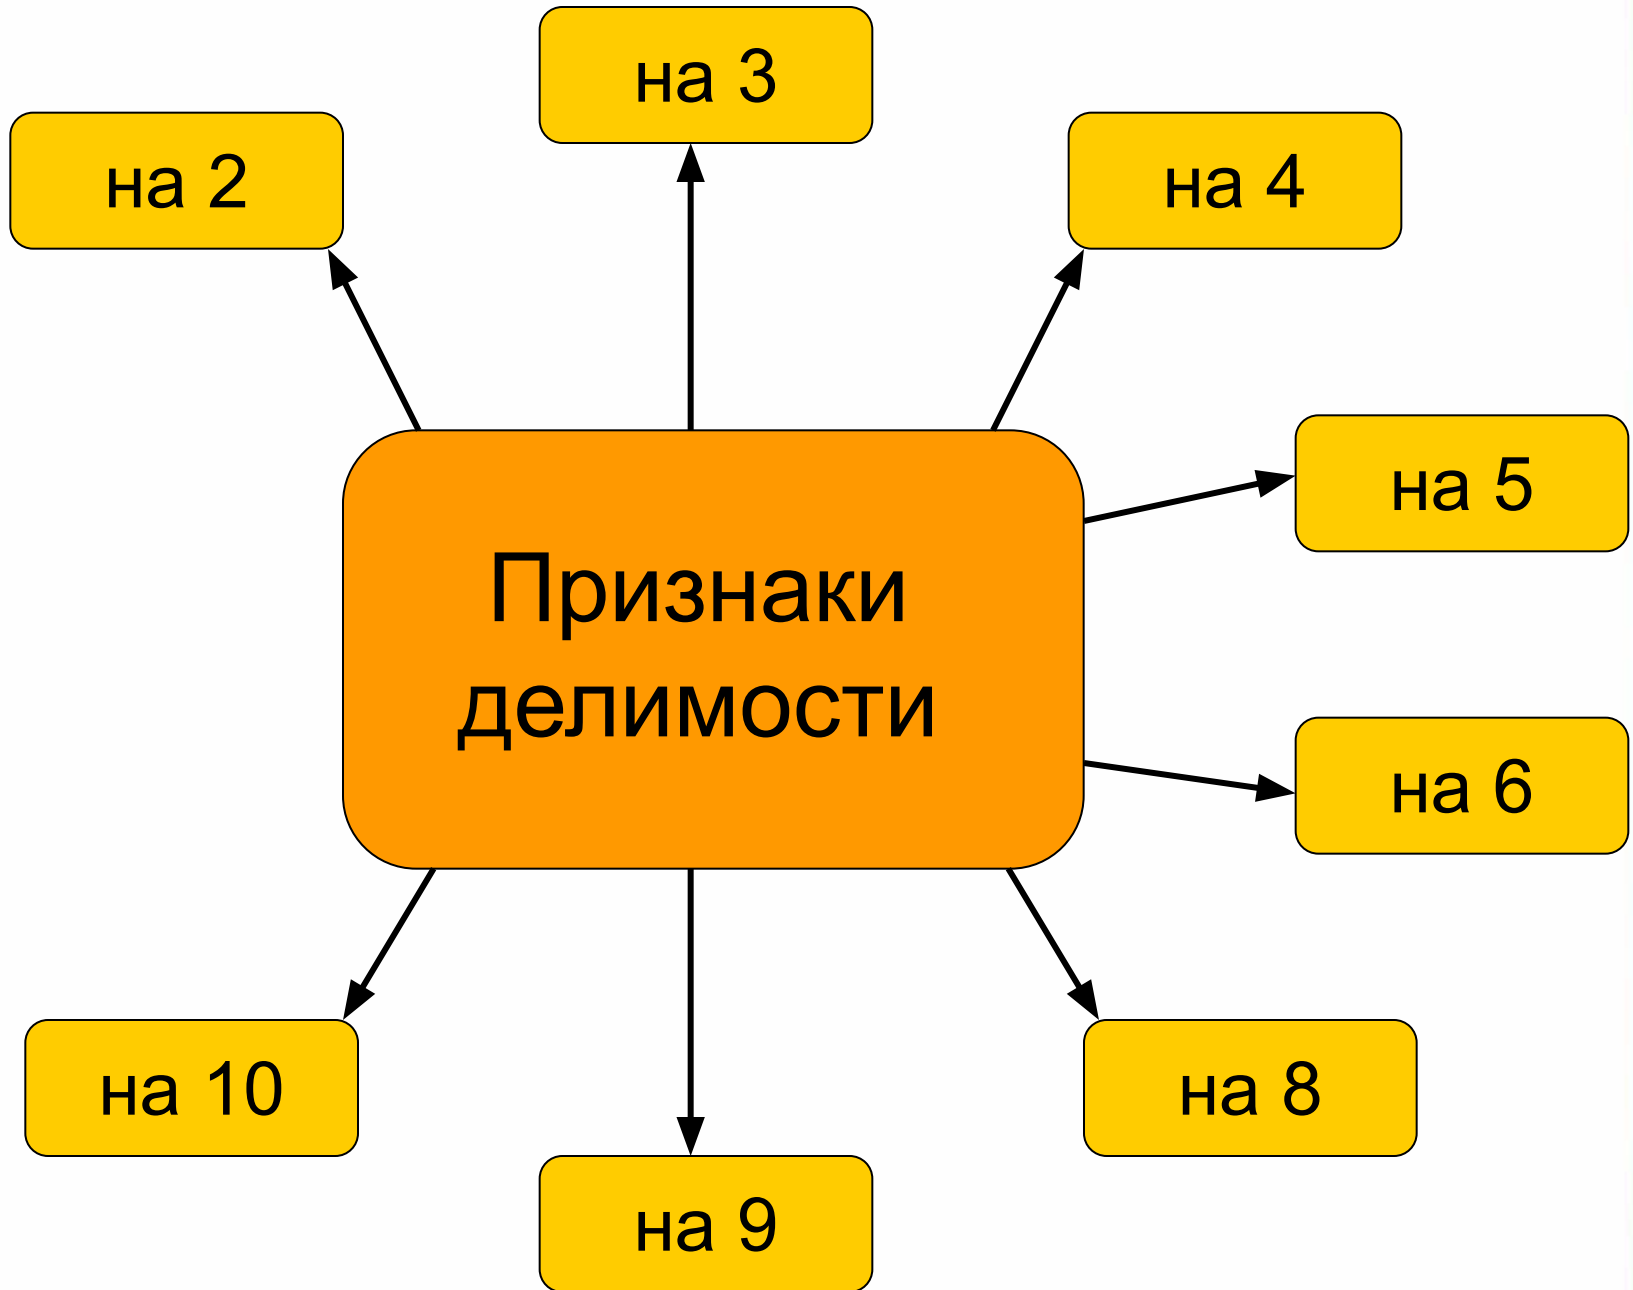 на 3
на 2
на 4
на 5
Признаки
делимости
на 6
на 10
на 8
на 9